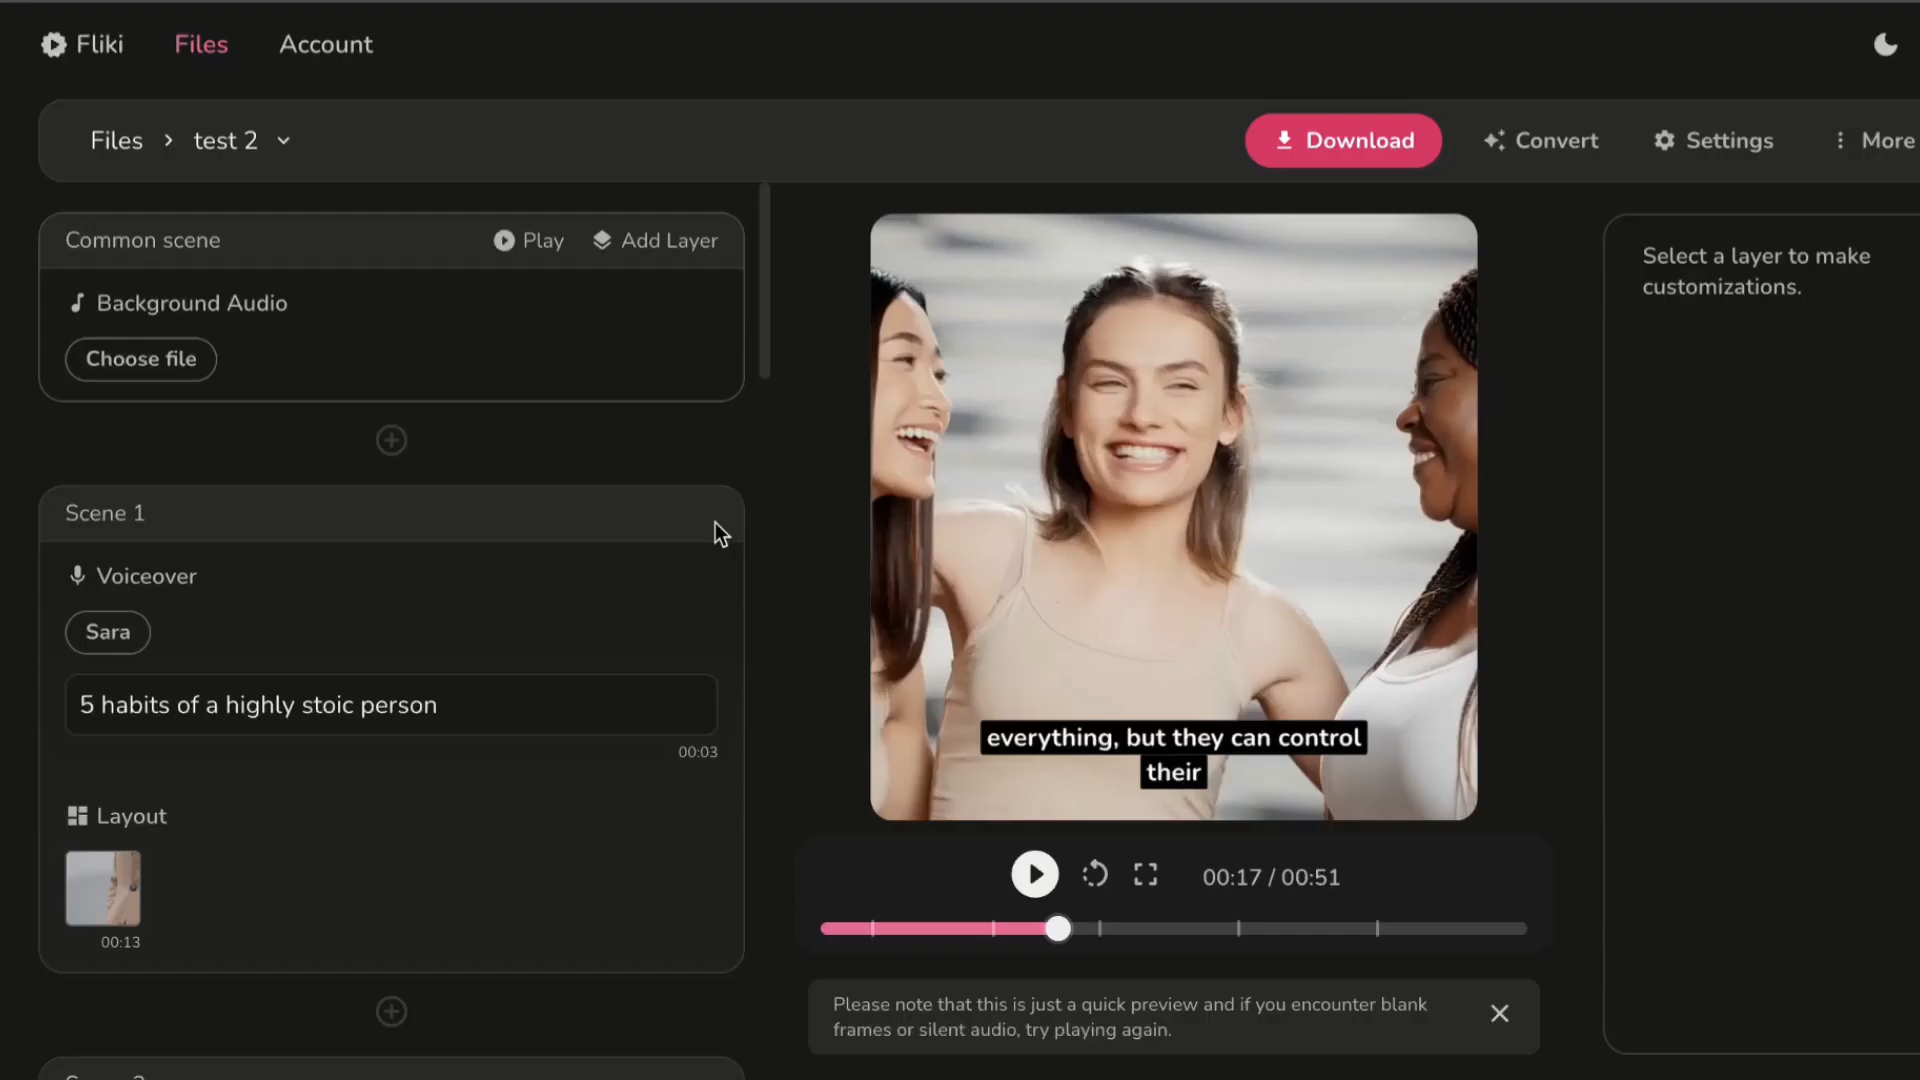 Fliki
Files
Account
Files
test 2
Download
Convert
Settings
More
Common scene
Play
Add Layer
Background Audio
Choose file
Scene 1
Voiceover
Sara
5 habits of a highly stoic person
00:03
Layout
00:13
everything, but they can control
their
00:17 / 00:51
Please note that this is just a quick preview and if you encounter blank
frames or silent audio, try playing again.
Select a layer to make
customizations.